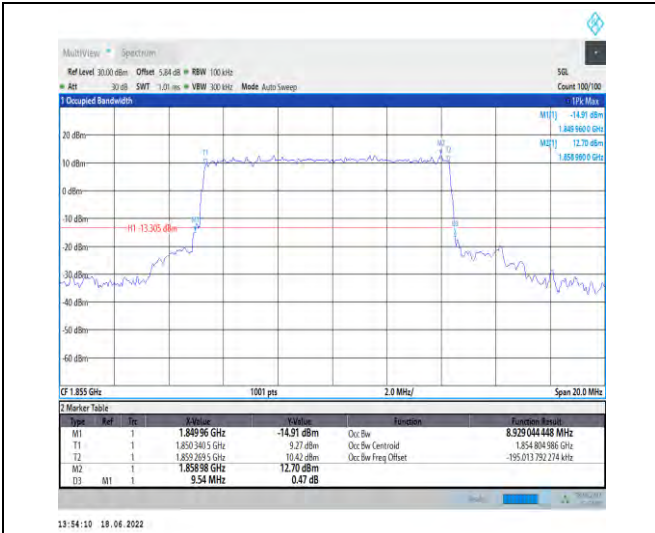 MultiView Spectrum
Ref Level 30.00 dBm Offset 5.84 dB RBW 100 kHz SGL
Att 30 dB SWT 1.01 ms VBW 300 kHz Mode Auto Sweep Count 100/100
1 Occupied Bandwidth 1Pk Max
M1[1] -14.91 dBm
1.849 960 0 GHz
M2[1] 12.70 dBm
1.858 980 0 GHz
20 dBm
M2
T1
T2
10 dBm
0 dBm
-10 dBm
H1 -13.305 dBm
-20 dBm
-30 dBm
-40 dBm
-50 dBm
-60 dBm
CF 1.855 GHz 1001 pts 2.0 MHz/ Span 20.0 MHz
2 Marker Table
Type Ref Trc X-Value Y-Value Function Function Result
M1 1 1.849 96 GHz -14.91 dBm Occ Bw 8.929 044 448 MHz
T1 1 1.850 340 5 GHz 9.27 dBm Occ Bw Centroid 1.854 804 986 GHz
T2 1 1.859 269 5 GHz 10.42 dBm Occ Bw Freq Offset -195.013 792 274 kHz
M2 1 1.858 98 GHz 12.70 dBm
D3 M1 1 9.54 MHz 0.47 dB
13:54:10 18.06.2022